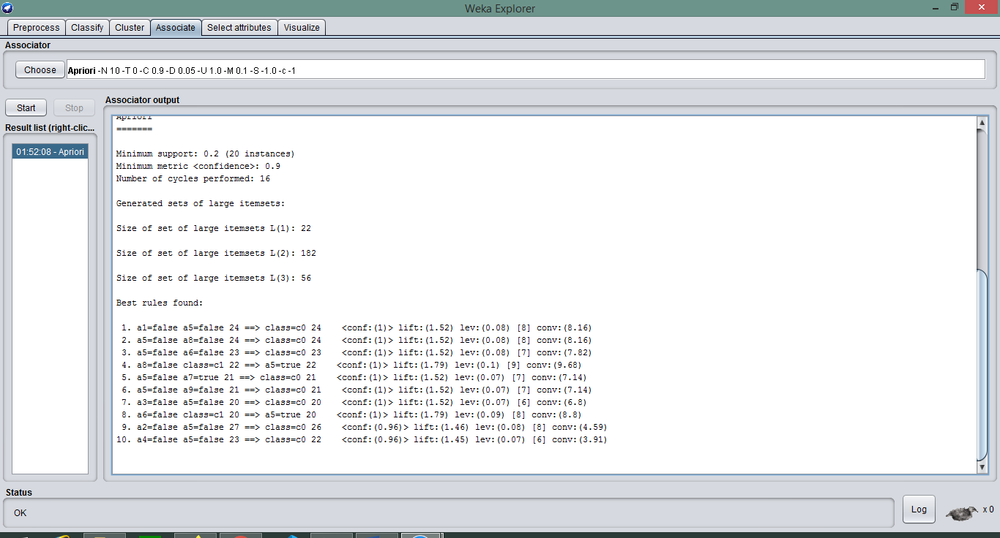 Weka Explorer
Preprocess Classify Cluster Associate Select attributes Visualize
Associator
Choose Apriori -N 10 -T 0 -C 0.9 -D 0.05 -U 1.0 -M 0.1 -S -1.0 -c -1
Start Stop
Result list (right-clic...
01:52:08 - Apriori
Associator output
Apriori
=======
Minimum support: 0.2 (20 instances)
Minimum metric <confidence>: 0.9
Number of cycles performed: 16
Generated sets of large itemsets:
Size of set of large itemsets L(1): 22
Size of set of large itemsets L(2): 182
Size of set of large itemsets L(3): 56
Best rules found:
1. a1=false a5=false 24 ==> class=c0 24 <conf:(1)> lift:(1.52) lev:(0.08) [8] conv:(8.16)
2. a5=false a8=false 24 ==> class=c0 24 <conf:(1)> lift:(1.52) lev:(0.08) [8] conv:(8.16)
3. a5=false a6=false 23 ==> class=c0 23 <conf:(1)> lift:(1.52) lev:(0.08) [7] conv:(7.82)
4. a8=false class=c1 22 ==> a5=true 22 <conf:(1)> lift:(1.79) lev:(0.1) [9] conv:(9.68)
5. a5=false a7=true 21 ==> class=c0 21 <conf:(1)> lift:(1.52) lev:(0.07) [7] conv:(7.14)
6. a5=false a9=false 21 ==> class=c0 21 <conf:(1)> lift:(1.52) lev:(0.07) [7] conv:(7.14)
7. a3=false a5=false 20 ==> class=c0 20 <conf:(1)> lift:(1.52) lev:(0.07) [6] conv:(6.8)
8. a6=false class=c1 20 ==> a5=true 20 <conf:(1)> lift:(1.79) lev:(0.09) [8] conv:(8.8)
9. a2=false a5=false 27 ==> class=c0 26 <conf:(0.96)> lift:(1.46) lev:(0.08) [8] conv:(4.59)
10. a4=false a5=false 23 ==> class=c0 22 <conf:(0.96)> lift:(1.45) lev:(0.07) [6] conv:(3.91)
Status
OK
Log
x 0